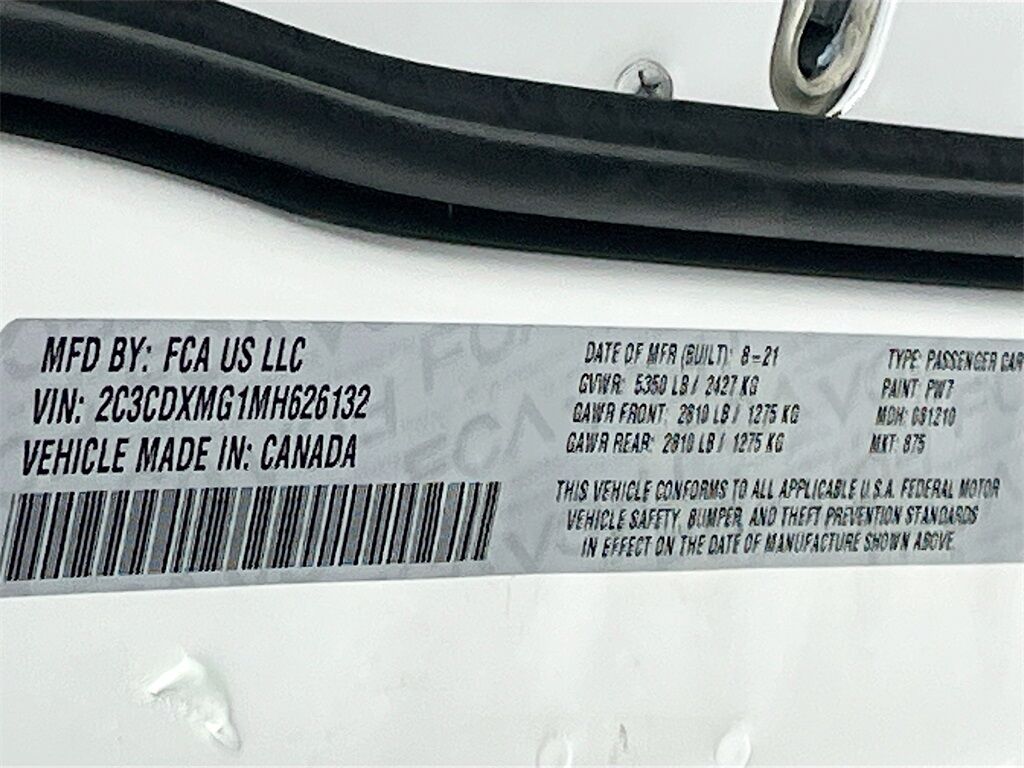 MFD BY: FCA US LLC
VIN: 2C3CDXMG1MH626132
VEHICLE MADE IN: CANADA
DATE OF MFR (BUILT): 8-21
GVWR: 5350 LB / 2427 KG
GAWR FRONT: 2810 LB / 1275 KG
GAWR REAR: 2810 LB / 1275 KG
TYPE: PASSENGER CAR
PAINT: PW7
MDH: 081210
MKT: 875
THIS VEHICLE CONFORMS TO ALL APPLICABLE U.S.A. FEDERAL MOTOR
VEHICLE SAFETY, BUMPER, AND THEFT PREVENTION STANDARDS
IN EFFECT ON THE DATE OF MANUFACTURE SHOWN ABOVE.